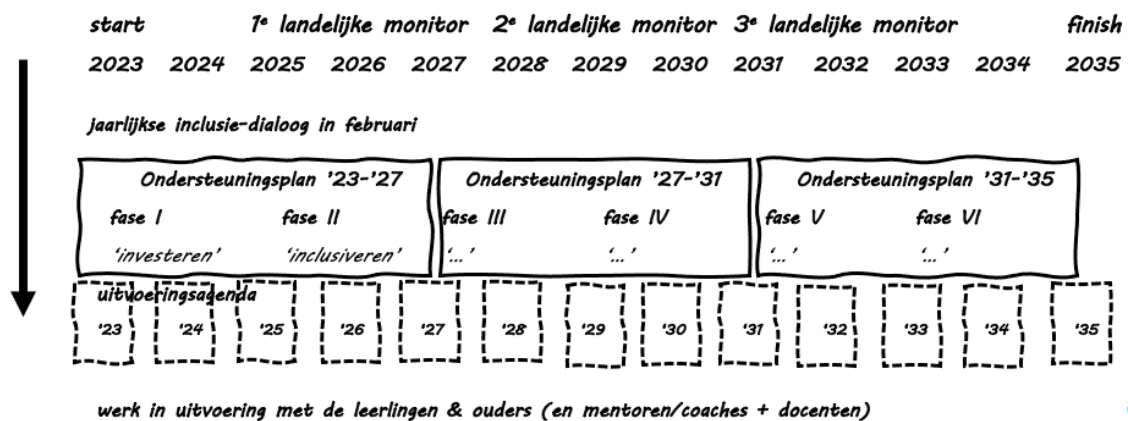 start 1e landelijke monitor 2e landelijke monitor 3e landelijke monitor finish
2023 2024 2025 2026 2027 2028 2029 2030 2031 2032 2033 2034 2035
jaarlijkse inclusie-dialoog in februari
Ondersteuningsplan '23-'27 Ondersteuningsplan '27-'31 Ondersteuningsplan '31-'35
fase I fase II fase III fase IV fase V fase VI
'investeren' 'inclusiveren' '...' '...' '...' '...'
uitvoeringsagenda
'23 '24 '25 '26 '27 '28 '29 '30 '31 '32 '33 '34 '35
werk in uitvoering met de leerlingen & ouders (en mentoren/coaches + docenten)